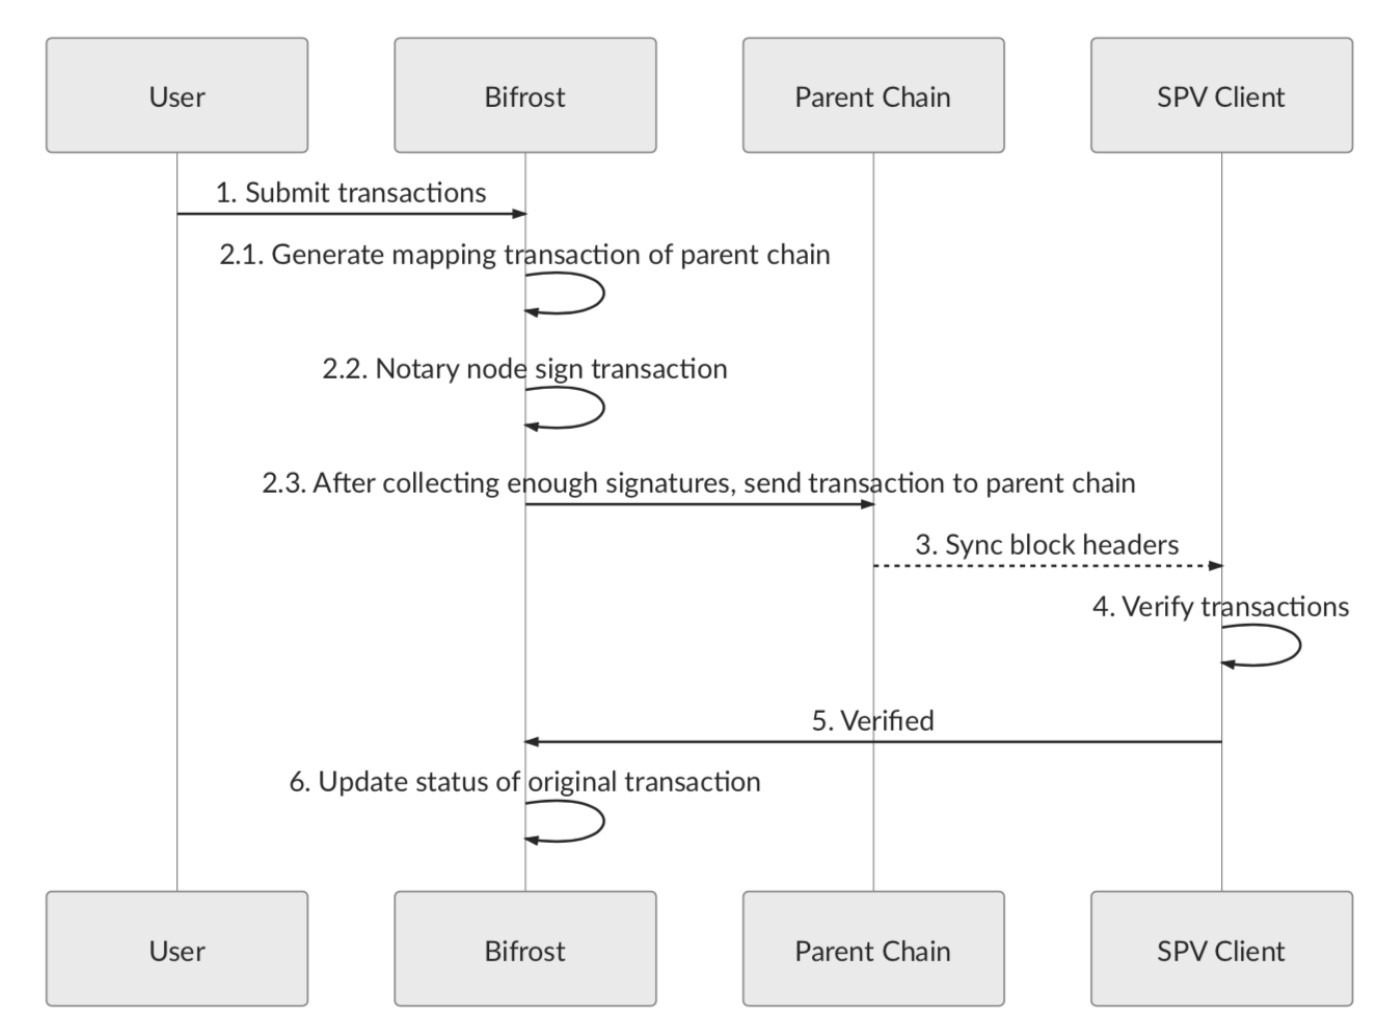 User
Bifrost
Parent Chain
SPV Client
1. Submit transactions
2.1. Generate mapping transaction of parent chain
2.2. Notary node sign transaction
2.3. After collecting enough signatures, send transaction to parent chain
3. Sync block headers
4. Verify transactions
5. Verified
6. Update status of original transaction
User
Bifrost
Parent Chain
SPV Client